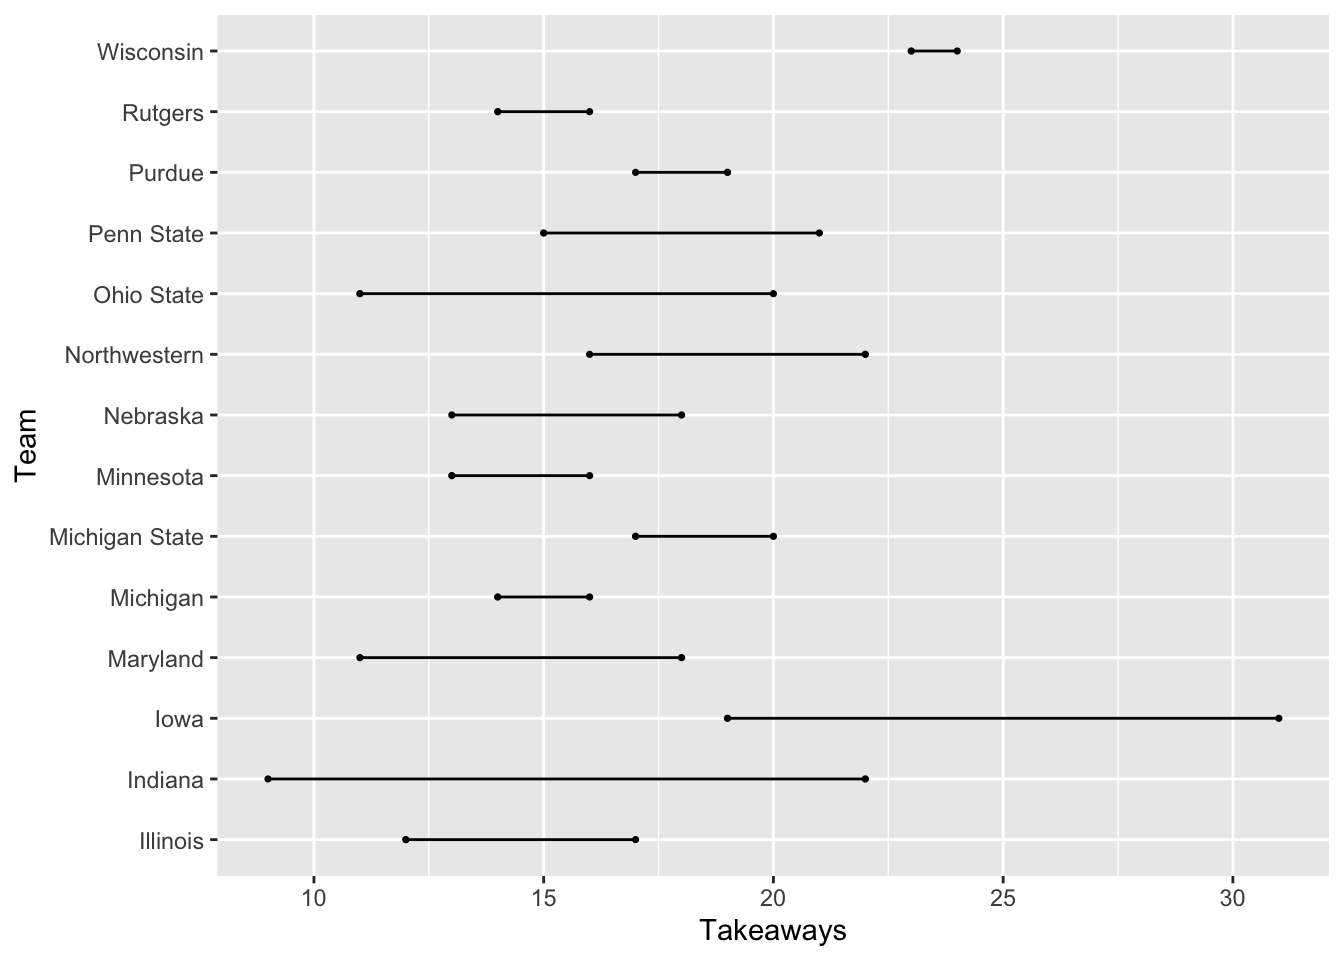 Wisconsin
Rutgers
Purdue
Penn State
Ohio State
Northwestern
Nebraska
Minnesota
Michigan State
Michigan
Maryland
Iowa
Indiana
Illinois
Team
10 15 20 25 30
Takeaways